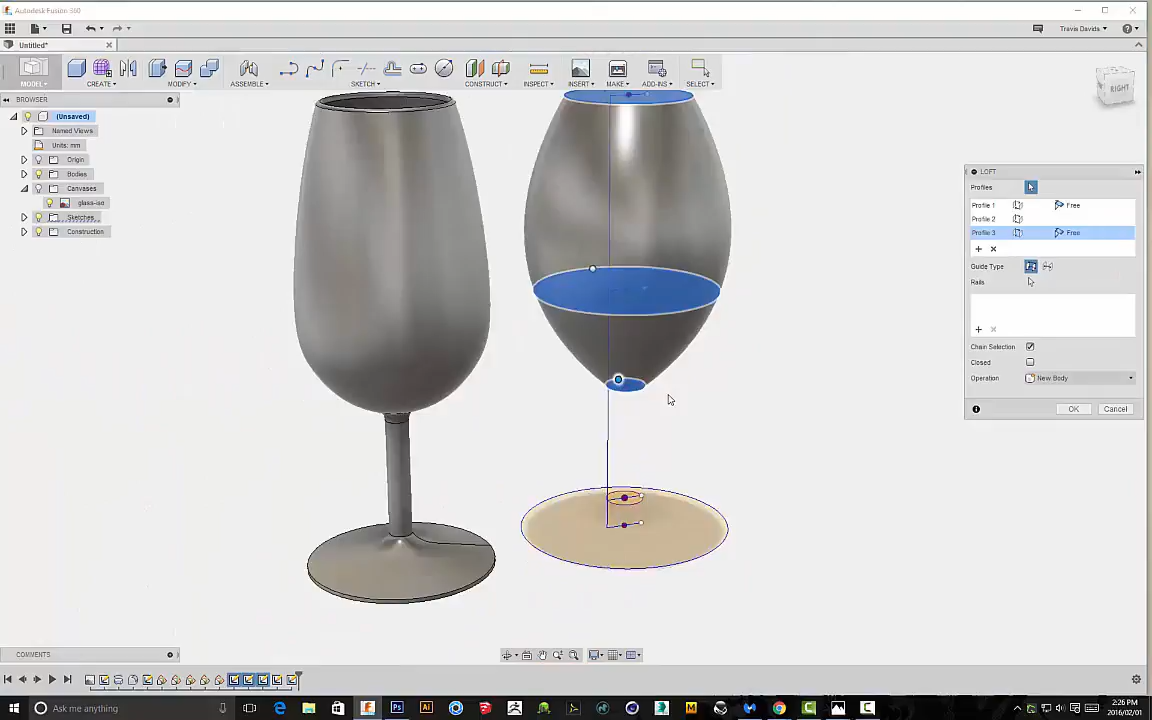 Autodesk Fusion 360
Travis Davids
Untitled*
MODEL
CREATE
MODIFY
ASSEMBLE
SKETCH
CONSTRUCT
INSPECT
INSERT
MAKE
ADD-INS
SELECT
RIGHT
BROWSER
(Unsaved)
Named Views
Units: mm
Origin
Bodies
Canvases
glass-iso
Sketches
Construction
LOFT
Profiles
Profile 1 Free
Profile 2
Profile 3 Free
Guide Type
Rails
Chain Selection
Closed
Operation New Body
OK Cancel
COMMENTS
Ask me anything
2:26 PM
2016/02/01